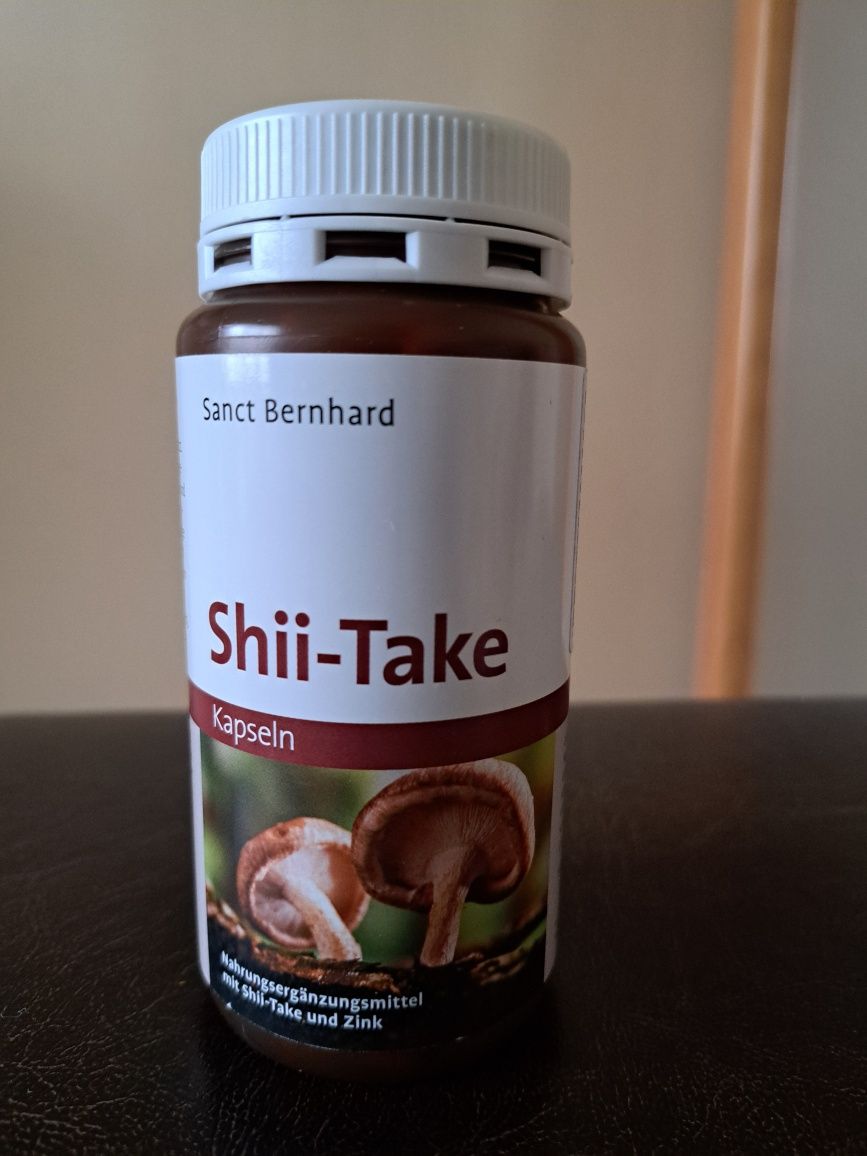 Sanct Bernhard
Shii-Take
Kapseln
Nahrungsergänzungsmittel
mit Shii-Take und Zink